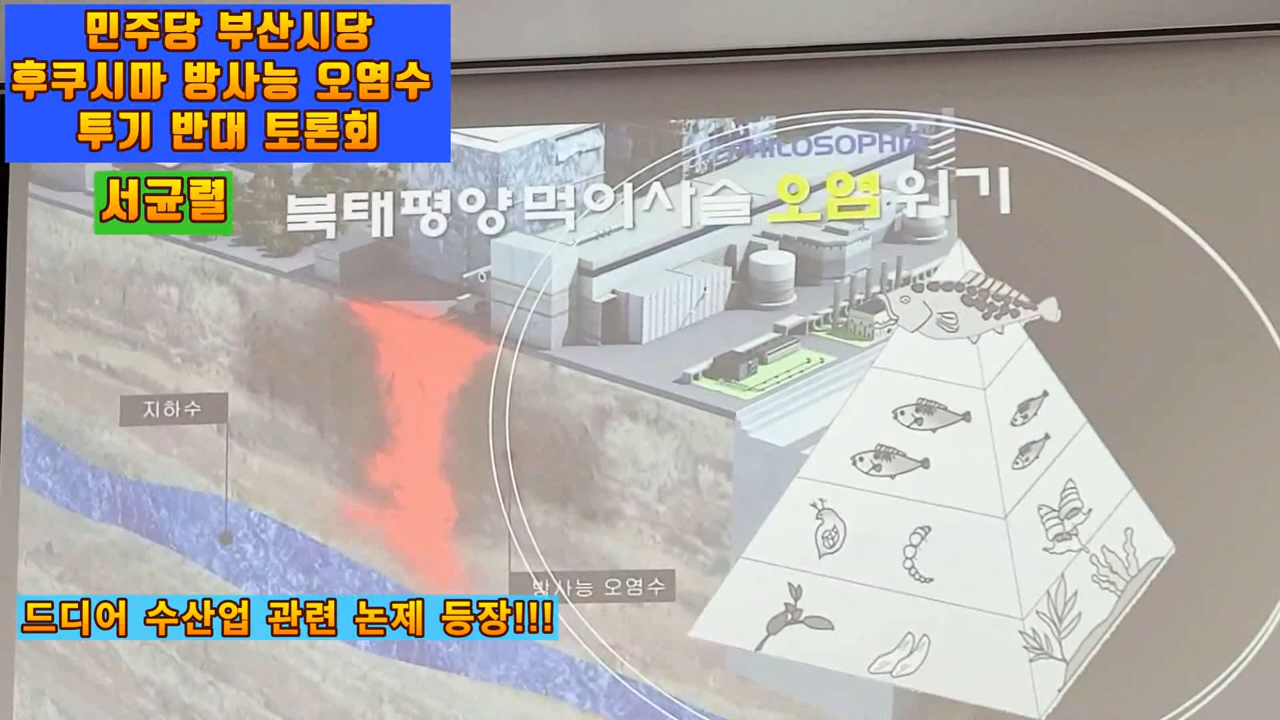 민주당 부산시당
후쿠시마 방사능 오염수
투기 반대 토론회
서균렬
PHILOSOPHIA
북태평양 먹이사슬 오염 위기
지하수
방사능 오염수
드디어 수산업 관련 논제 등장!!!